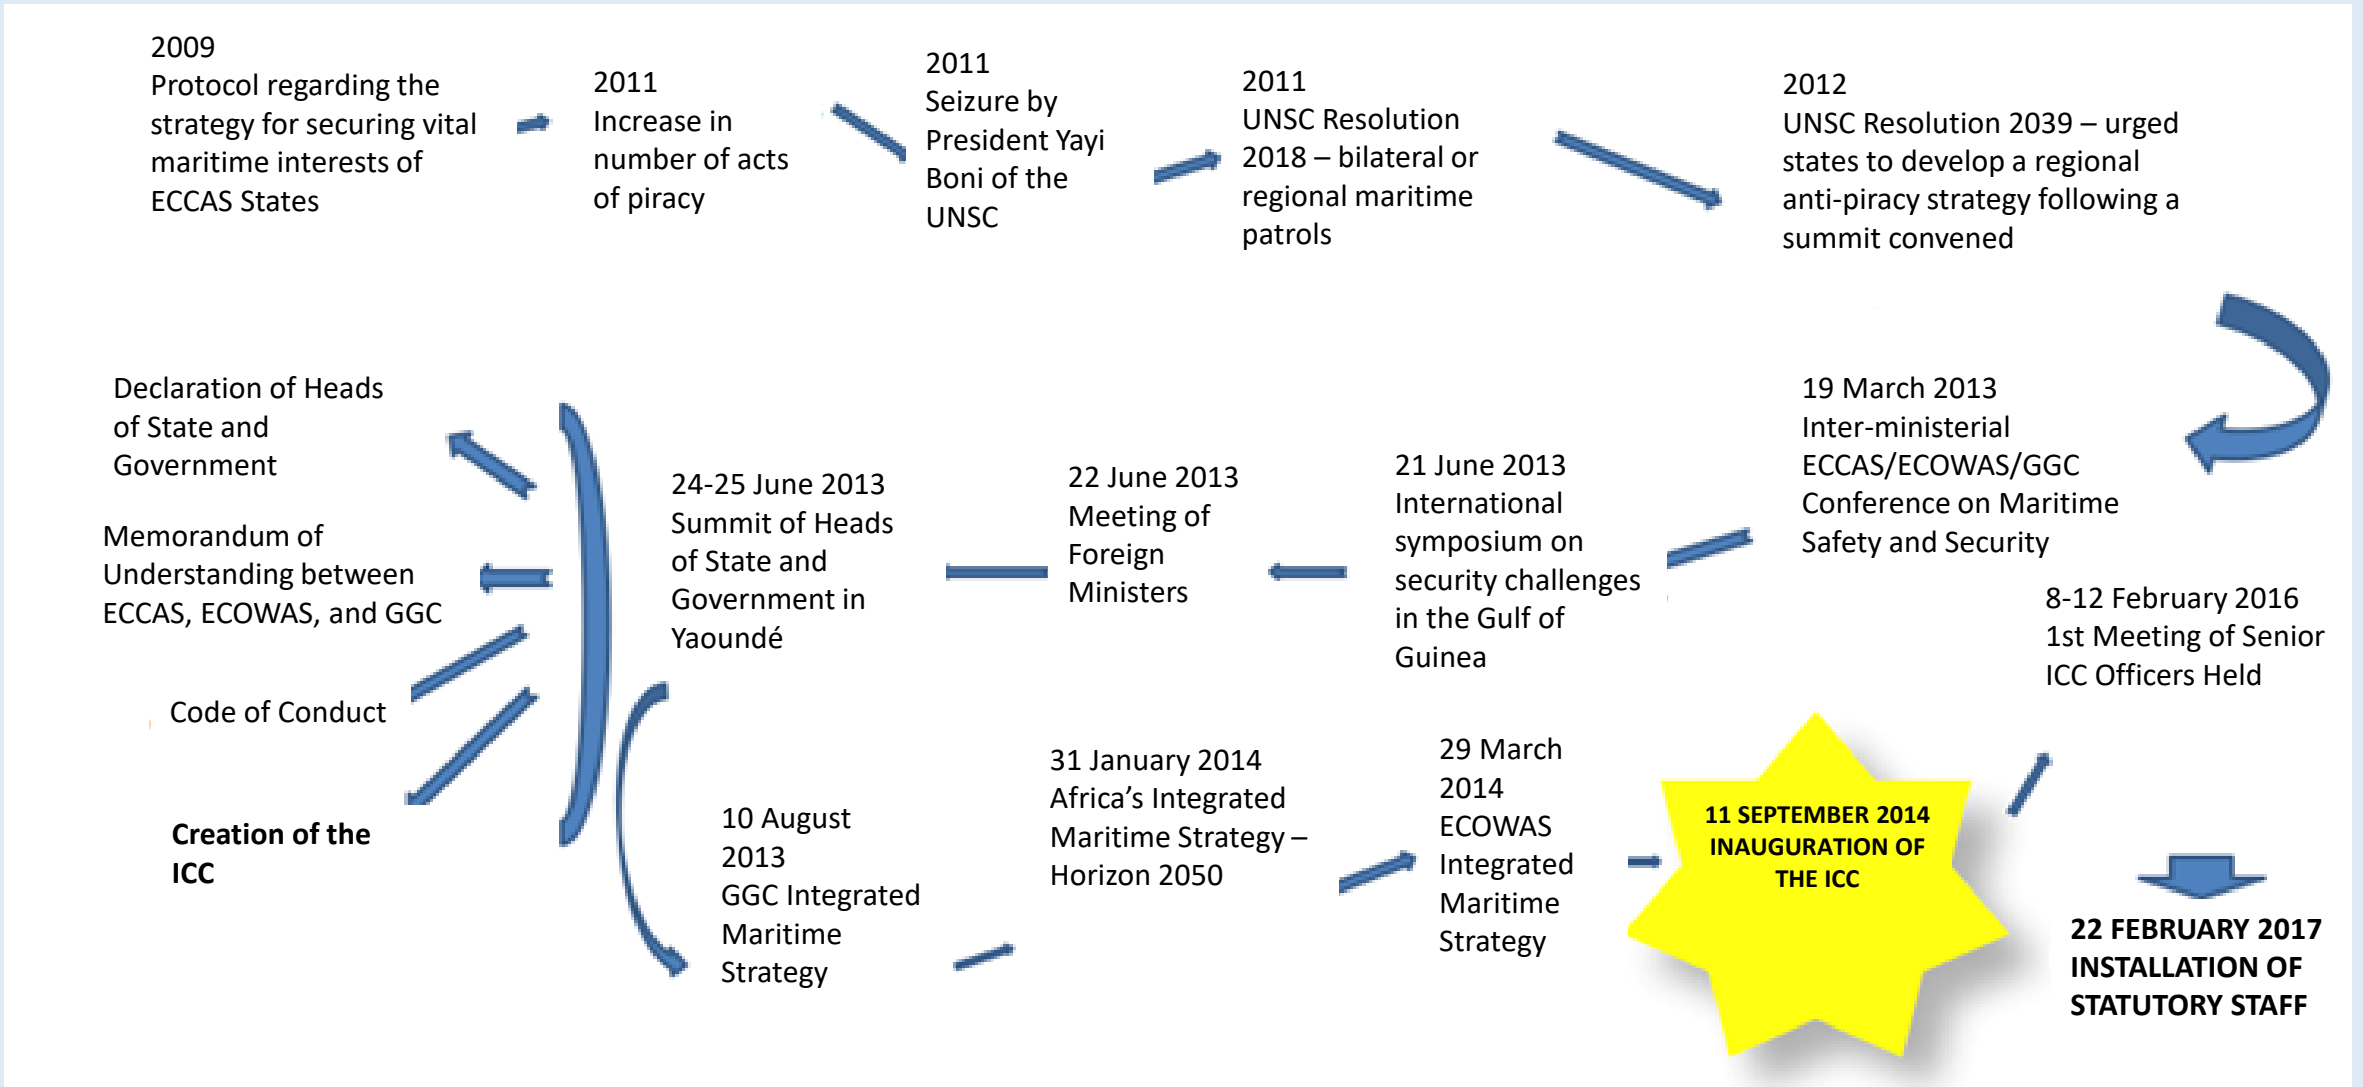 2009
Protocol regarding the
strategy for securing vital
maritime interests of
ECCAS States
2011
Increase in
number of acts
of piracy
2011
Seizure by
President Yayi
Boni of the
UNSC
2011
UNSC Resolution
2018 – bilateral or
regional maritime
patrols
2012
UNSC Resolution 2039 – urged
states to develop a regional
anti-piracy strategy following a
summit convened
19 March 2013
Inter-ministerial
ECCAS/ECOWAS/GGC
Conference on Maritime
Safety and Security
21 June 2013
International
symposium on
security challenges
in the Gulf of
Guinea
22 June 2013
Meeting of
Foreign
Ministers
24-25 June 2013
Summit of Heads
of State and
Government in
Yaoundé
Declaration of Heads
of State and
Government
Memorandum of
Understanding between
ECCAS, ECOWAS, and GGC
Code of Conduct
Creation of the
ICC
10 August
2013
GGC Integrated
Maritime
Strategy
31 January 2014
Africa’s Integrated
Maritime Strategy –
Horizon 2050
29 March
2014
ECOWAS
Integrated
Maritime
Strategy
11 SEPTEMBER 2014
INAUGURATION OF
THE ICC
8-12 February 2016
1st Meeting of Senior
ICC Officers Held
22 FEBRUARY 2017
INSTALLATION OF
STATUTORY STAFF